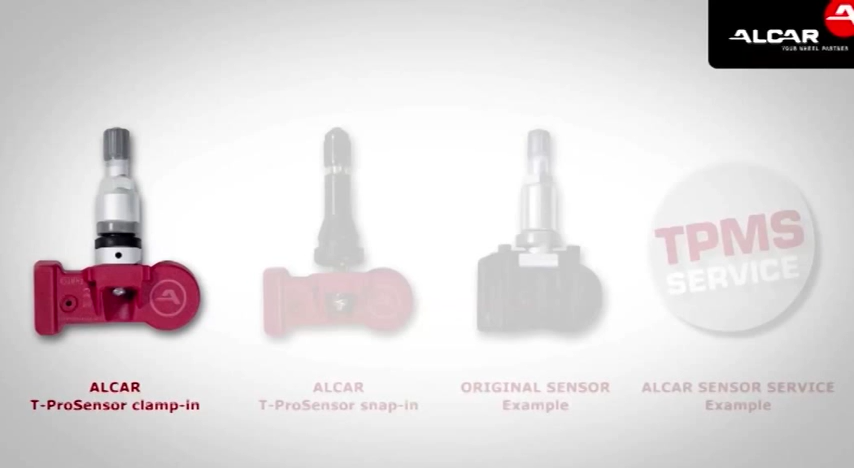 ALCAR
YOUR WHEEL PARTNER
TPMS
SERVICE
ALCAR
T-ProSensor clamp-in
ALCAR
T-ProSensor snap-in
ORIGINAL SENSOR
Example
ALCAR SENSOR SERVICE
Example